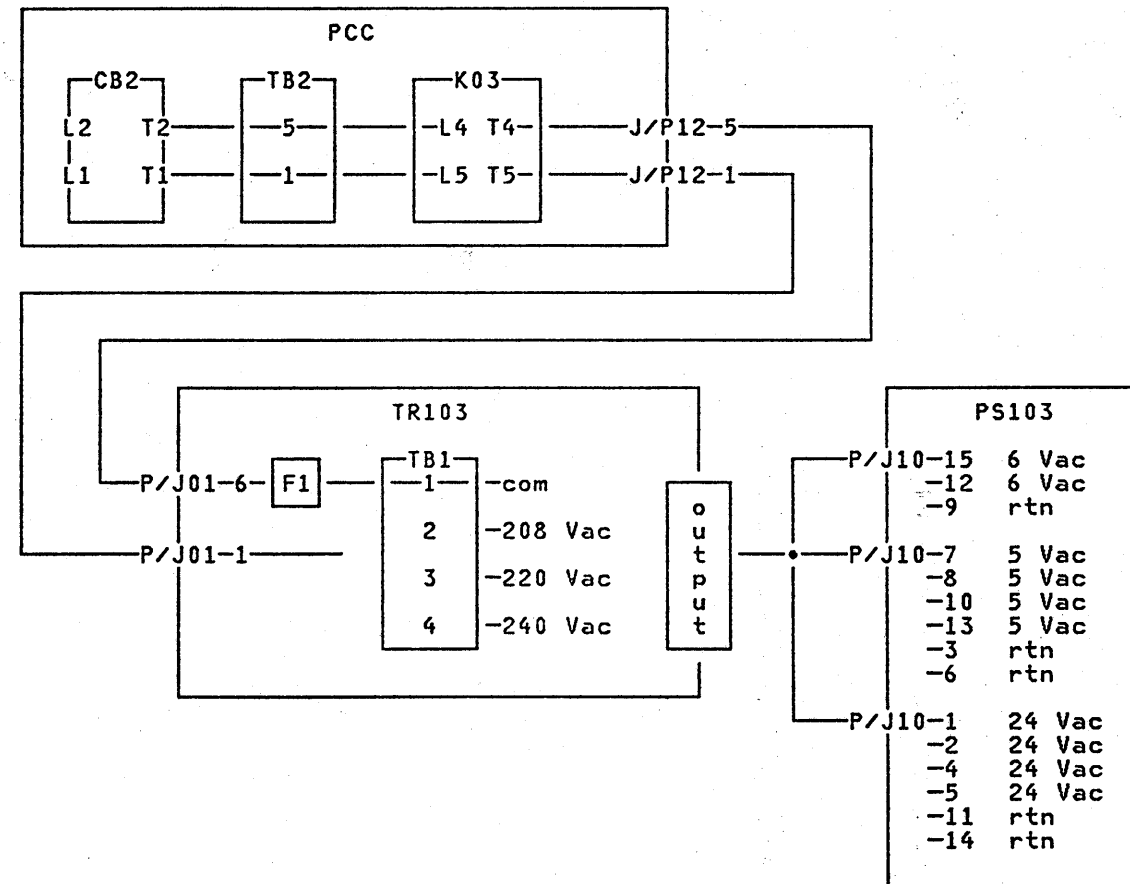 PCC
CB2 TB2 K03
L2 T2 5 -L4 T4- J/P12-5
L1 T1 1 -L5 T5- J/P12-1
TR103 PS103
TB1 P/J10-15 6 Vac
P/J01-6- F1 1 -com -12 6 Vac
-9 rtn
2 -208 Vac
P/J01-1 output P/J10-7 5 Vac
3 -220 Vac -8 5 Vac
-10 5 Vac
4 -240 Vac -13 5 Vac
-3 rtn
-6 rtn
P/J10-1 24 Vac
-2 24 Vac
-4 24 Vac
-5 24 Vac
-11 rtn
-14 rtn